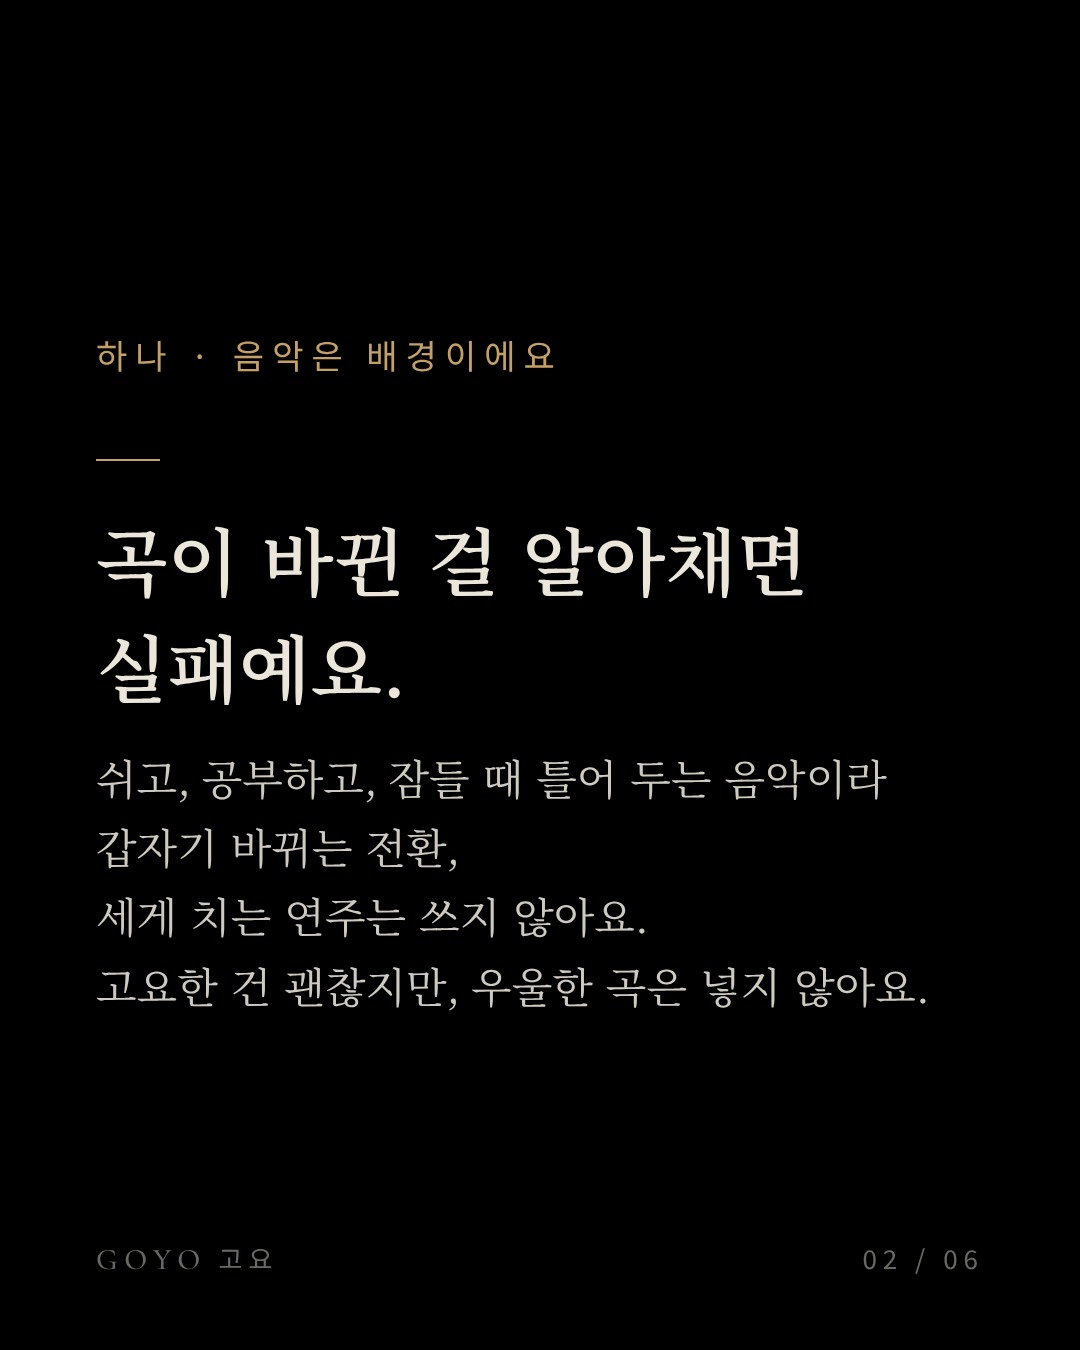 하나 · 음악은 배경이에요
곡이 바뀐 걸 알아채면
실패예요.
쉬고, 공부하고, 잠들 때 틀어 두는 음악이라
갑자기 바뀌는 전환,
세게 치는 연주는 쓰지 않아요.
고요한 건 괜찮지만, 우울한 곡은 넣지 않아요.
GOYO 고요
02 / 06